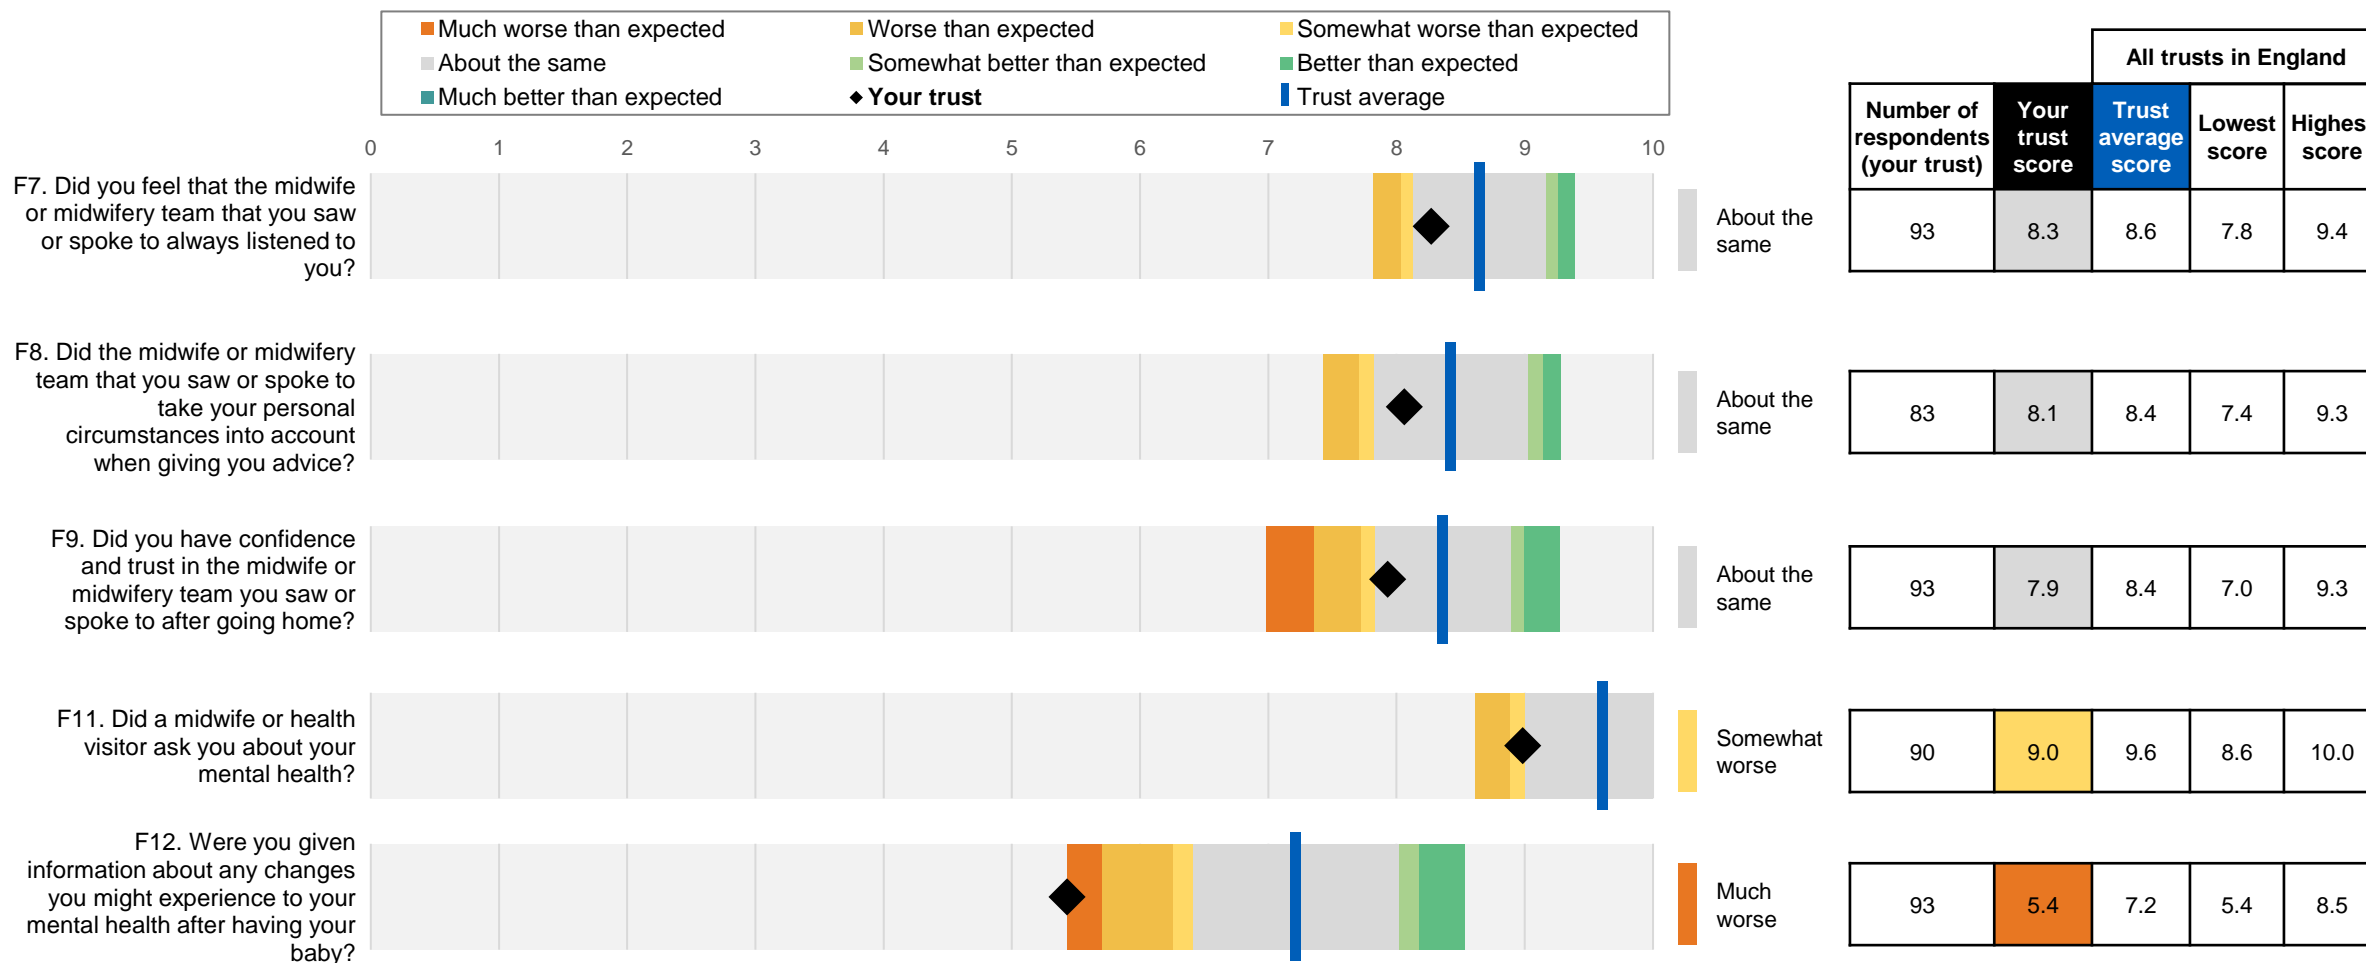 Much worse than expected
Worse than expected
Somewhat worse than expected
About the same
Somewhat better than expected
Better than expected
Much better than expected
Your trust
Trust average
All trusts in England
Number of
respondents
(your trust)
Your
trust
score
Trust
average
score
Lowest
score
Highes
score
0 1 2 3 4 5 6 7 8 9 10
F7. Did you feel that the midwife
or midwifery team that you saw
or spoke to always listened to
you?
About the
same
93 8.3 8.6 7.8 9.4
F8. Did the midwife or midwifery
team that you saw or spoke to
take your personal
circumstances into account
when giving you advice?
About the
same
83 8.1 8.4 7.4 9.3
F9. Did you have confidence
and trust in the midwife or
midwifery team you saw or
spoke to after going home?
About the
same
93 7.9 8.4 7.0 9.3
F11. Did a midwife or health
visitor ask you about your
mental health?
Somewhat
worse
90 9.0 9.6 8.6 10.0
F12. Were you given
information about any changes
you might experience to your
mental health after having your
baby?
Much
worse
93 5.4 7.2 5.4 8.5